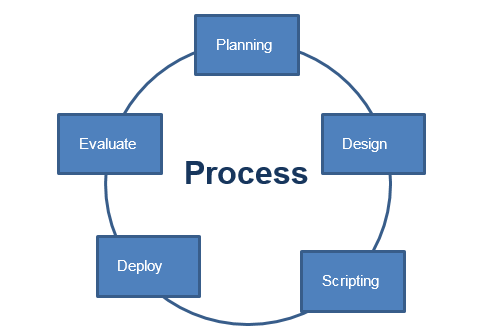 Planning
Evaluate
Design
Process
Deploy
Scripting